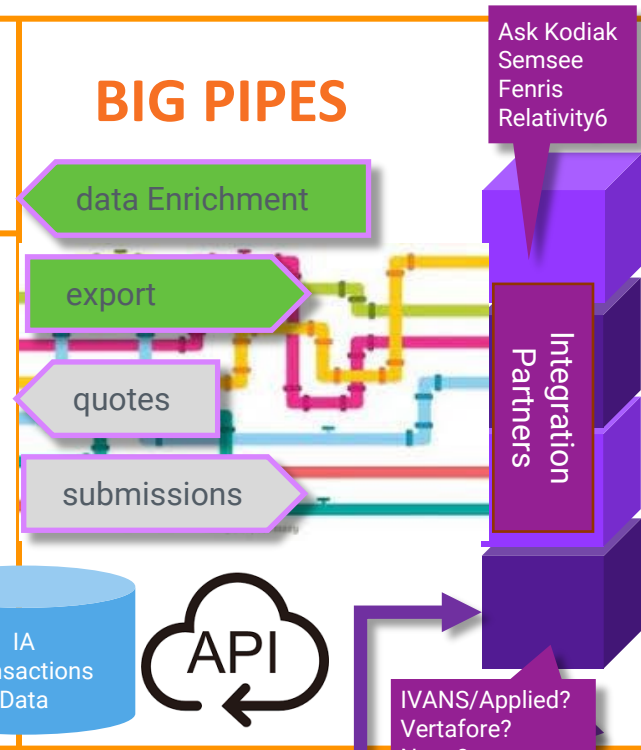 Ask Kodiak
Semsee
Fenris
Relativity6
BIG PIPES
data Enrichment
export
quotes
submissions
Integration
Partners
IA
Data
API
IVANS/Applied?
Vertafore?